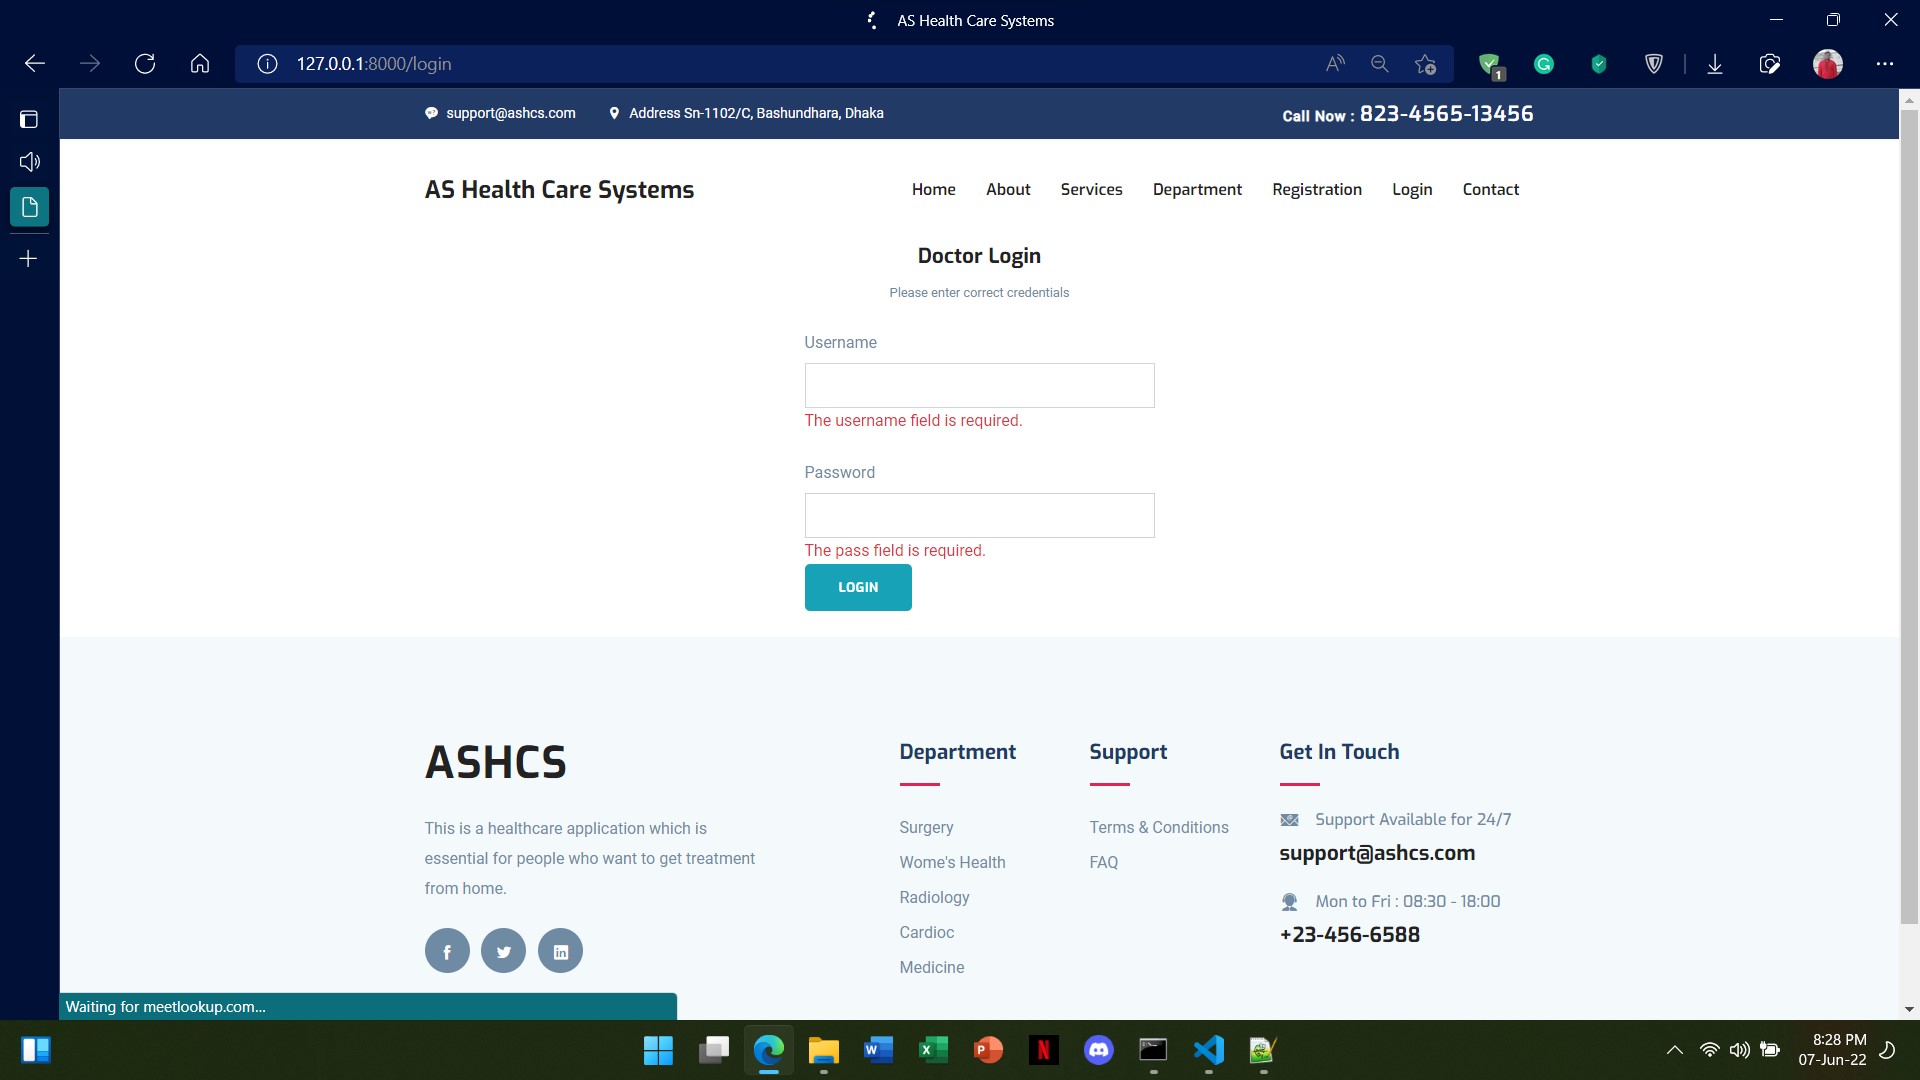 AS Health Care Systems
127.0.0.1:8000/login
1
support@ashcs.com
Address Sn-1102/C, Bashundhara, Dhaka
Call Now : 823-4565-13456
AS Health Care Systems
Home
About
Services
Department
Registration
Login
Contact
Doctor Login
Please enter correct credentials
Username
The username field is required.
Password
The pass field is required.
LOGIN
ASHCS
This is a healthcare application which is
essential for people who want to get treatment
from home.
Department
Surgery
Wome's Health
Radiology
Cardioc
Medicine
Support
Terms & Conditions
FAQ
Get In Touch
Support Available for 24/7
support@ashcs.com
Mon to Fri : 08:30 - 18:00
+23-456-6588
Waiting for meetlookup.com...
8:28 PM
07-Jun-22